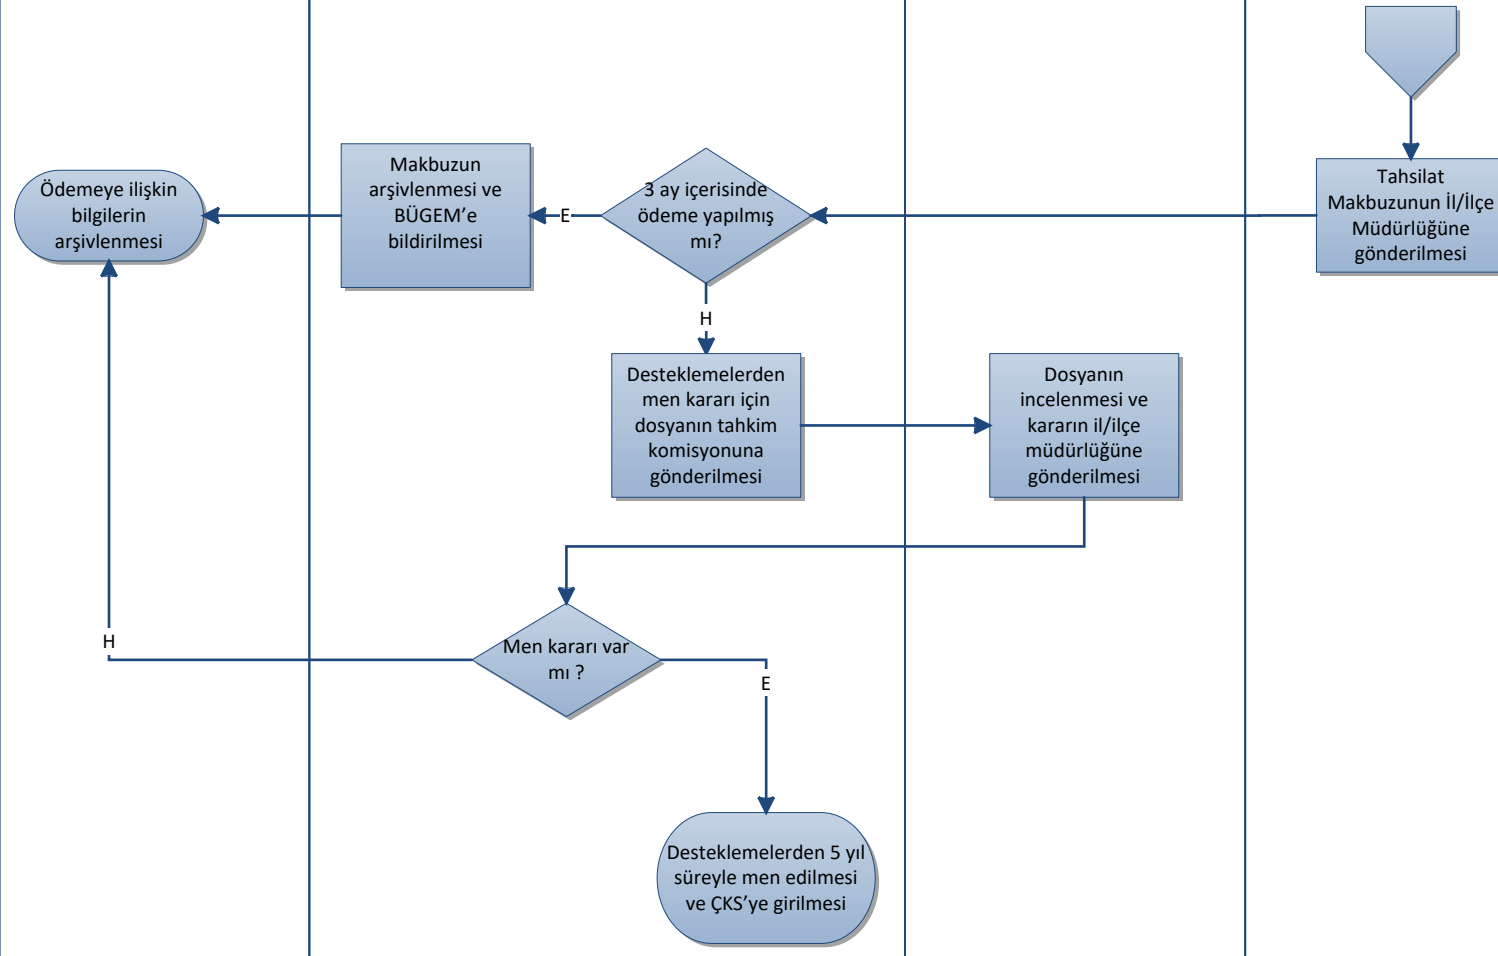 Ödemeye ilişkin
bilgilerin
arşivlenmesi
Makbuzun
arşivlenmesi ve
BÜGEM’e
bildirilmesi
E
3 ay içerisinde
ödeme yapılmış
mı?
Tahsilat
Makbuzunun İl/İlçe
Müdürlüğüne
gönderilmesi
H
Desteklemelerden
men kararı için
dosyanın tahkim
komisyonuna
gönderilmesi
Dosyanın
incelenmesi ve
kararın il/ilçe
müdürlüğüne
gönderilmesi
H
Men kararı var
mı ?
E
Desteklemelerden 5 yıl
süreyle men edilmesi
ve ÇKS’ye girilmesi